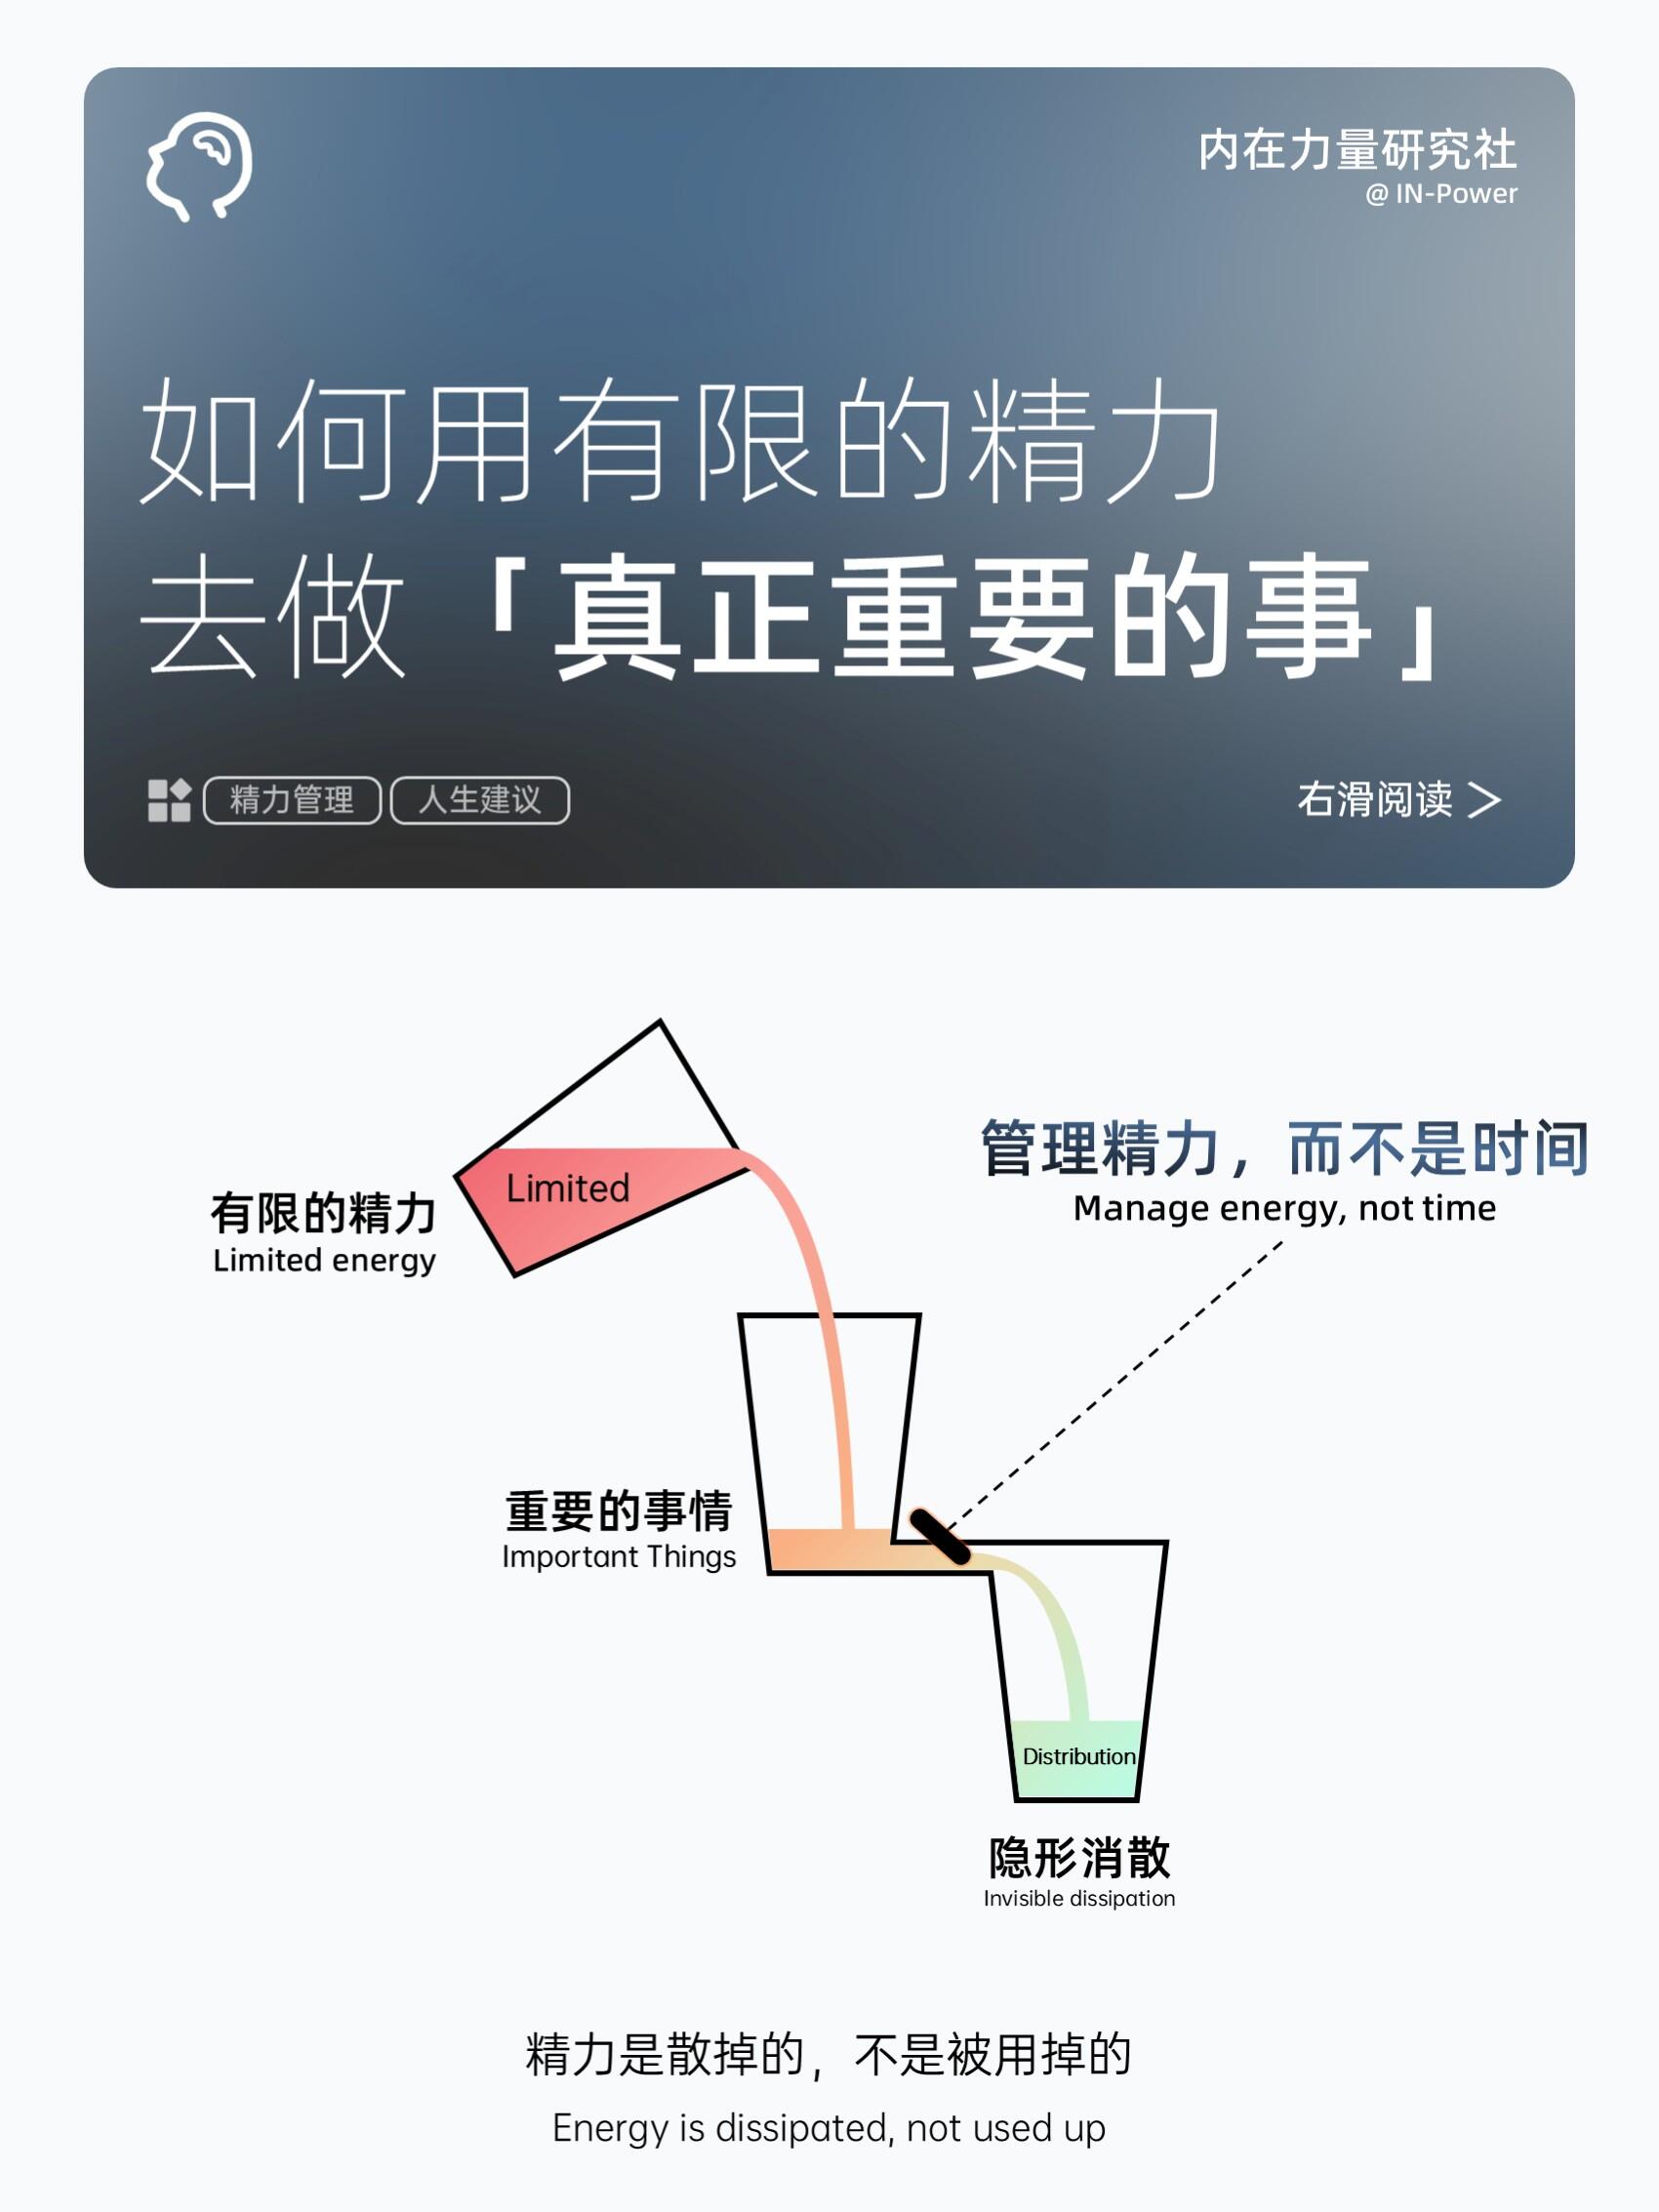 内在力量研究社
@ IN-Power
如何用有限的精力
去做「真正重要的事」
精力管理
人生建议
右滑阅读 >
Limited
有限的精力
Limited energy
管理精力，而不是时间
Manage energy, not time
重要的事情
Important Things
Distribution
隐形消散
Invisible dissipation
精力是散掉的，不是被用掉的
Energy is dissipated, not used up